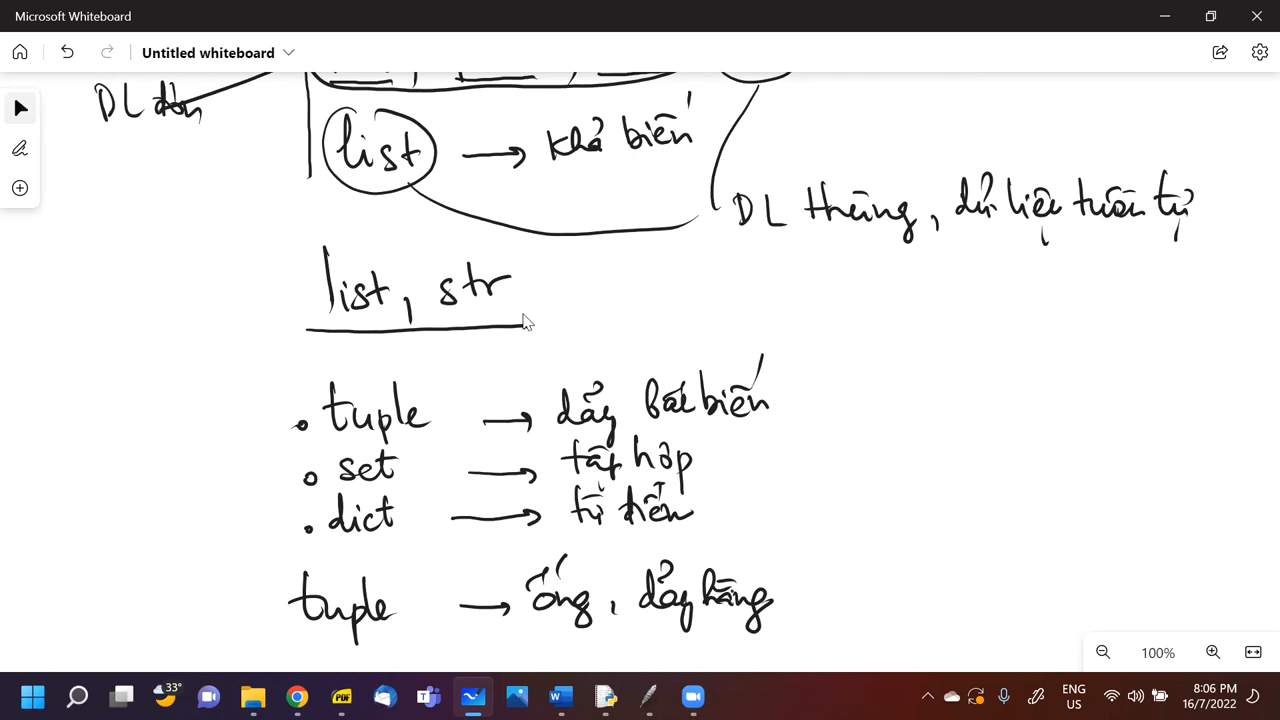 Microsoft Whiteboard
Untitled whiteboard
DL đơn
list → khả biến
DL thùng, dữ liệu tuần tự
list, str
tuple → dãy bất biến
set → tập hợp
dict → từ điển
tuple → ống, dãy hằng
100%
33°
ENG
US
8:06 PM
16/7/2022